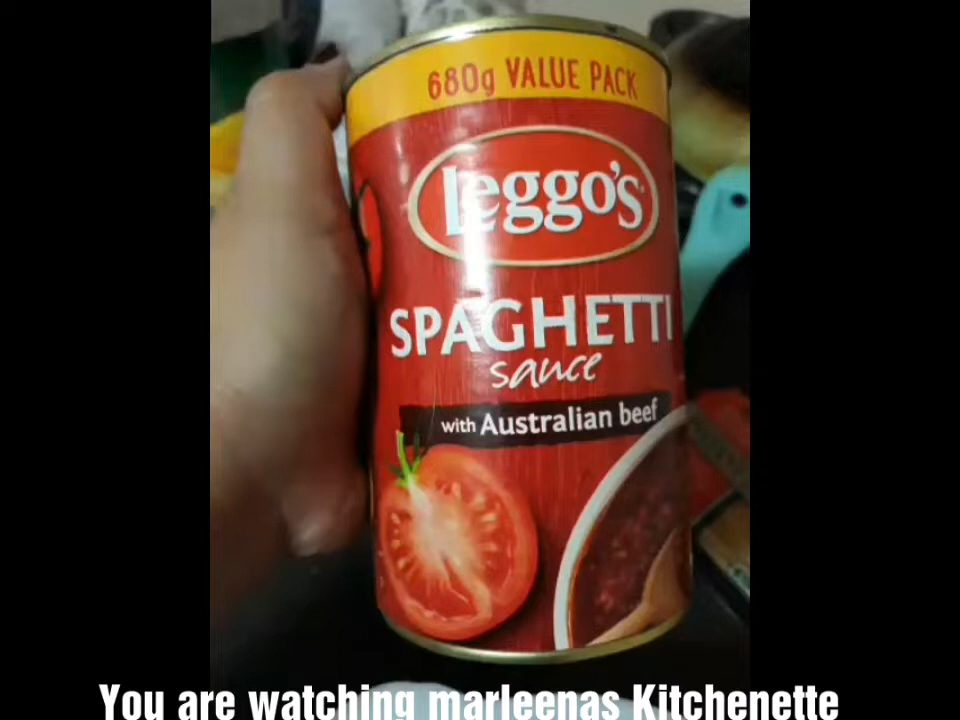 680g VALUE PACK
Leggo's
SPAGHETTI
sauce
with Australian beef
You are watching marleenas Kitchenette